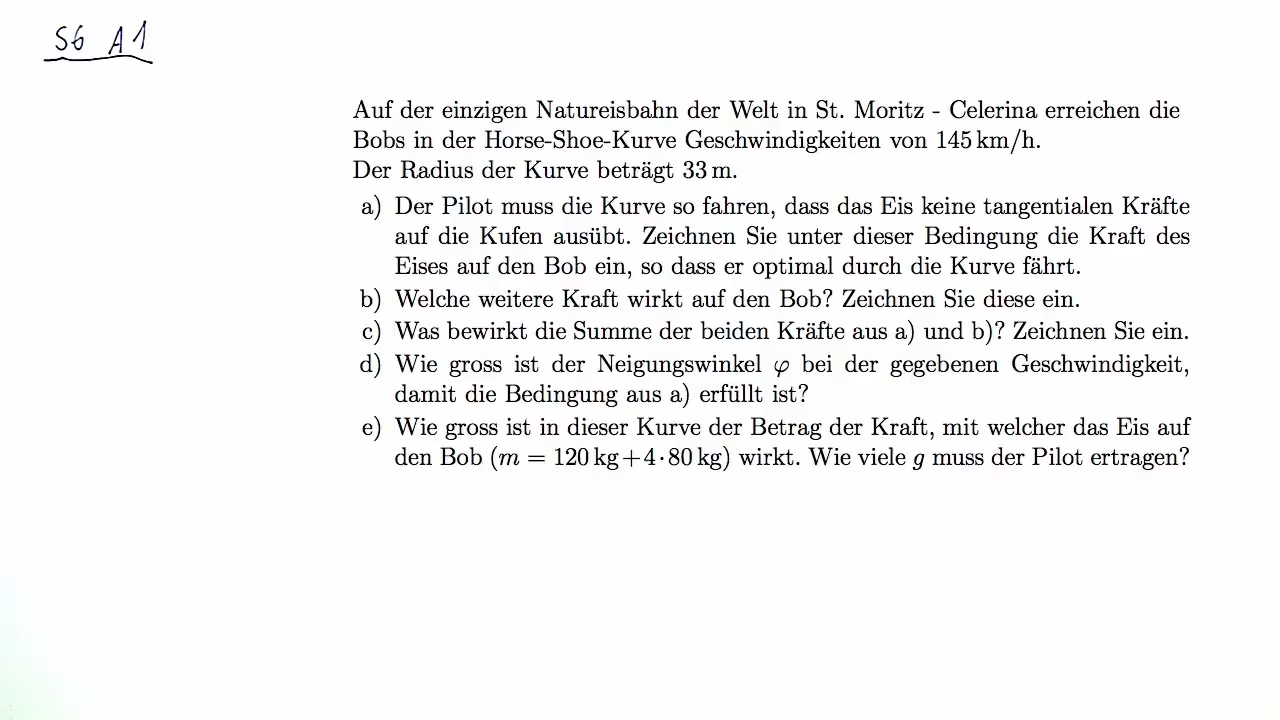 S6 A1
Auf der einzigen Natureisbahn der Welt in St. Moritz - Celerina erreichen die
Bobs in der Horse-Shoe-Kurve Geschwindigkeiten von 145 km/h.
Der Radius der Kurve beträgt 33 m.
a) Der Pilot muss die Kurve so fahren, dass das Eis keine tangentialen Kräfte
auf die Kufen ausübt. Zeichnen Sie unter dieser Bedingung die Kraft des
Eises auf den Bob ein, so dass er optimal durch die Kurve fährt.
b) Welche weitere Kraft wirkt auf den Bob? Zeichnen Sie diese ein.
c) Was bewirkt die Summe der beiden Kräfte aus a) und b)? Zeichnen Sie ein.
d) Wie gross ist der Neigungswinkel φ bei der gegebenen Geschwindigkeit,
damit die Bedingung aus a) erfüllt ist?
e) Wie gross ist in dieser Kurve der Betrag der Kraft, mit welcher das Eis auf
den Bob (m = 120 kg + 4 · 80 kg) wirkt. Wie viele g muss der Pilot ertragen?